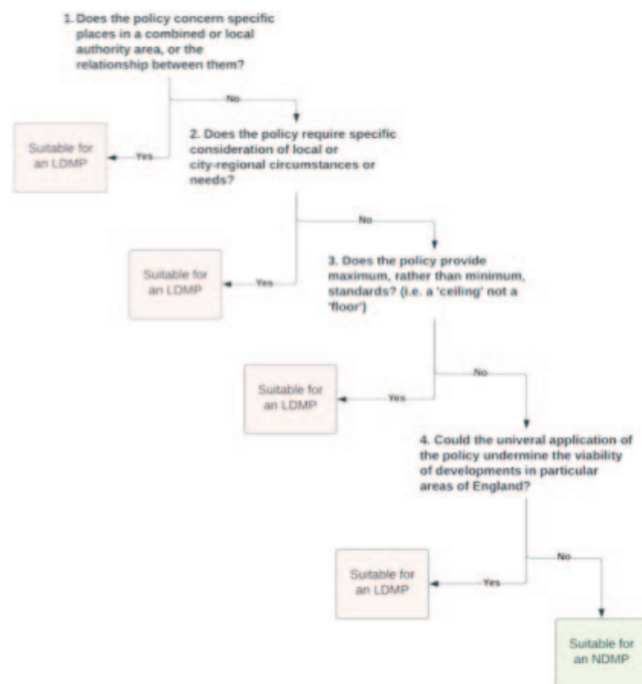 1. Does the policy concern specific
places in a combined or local
authority area, or the
relationship between them?
No
Yes
Suitable for
an LDMP
2. Does the policy require specific
consideration of local or
city-regional circumstances or
needs?
No
Yes
Suitable for
an LDMP
3. Does the policy provide
maximum, rather than minimum,
standards? (i.e. a 'ceiling' not a
'floor')
No
Yes
Suitable for
an LDMP
4. Could the univeral application of
the policy undermine the viability
of developments in particular
areas of England?
No
Yes
Suitable for
an LDMP
Suitable for
an NDMP